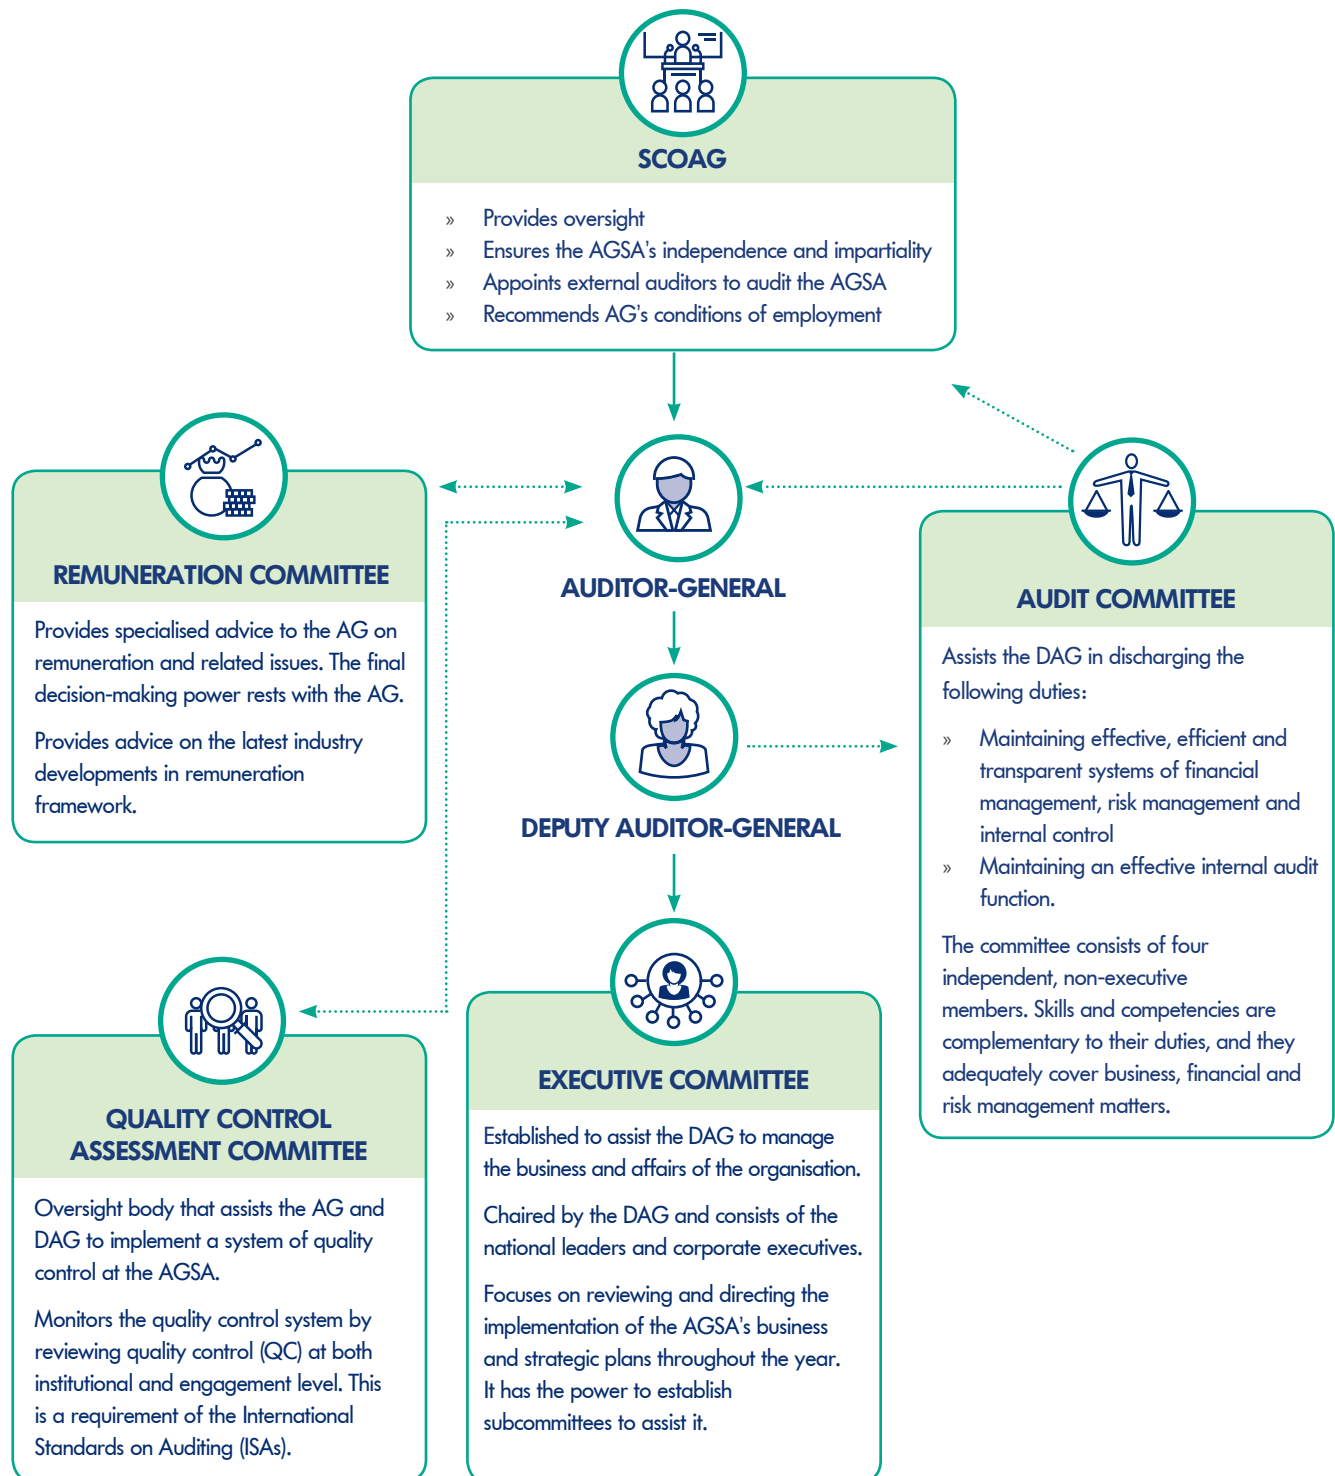 SCOAG
» Provides oversight
» Ensures the AGSA's independence and impartiality
» Appoints external auditors to audit the AGSA
» Recommends AG's conditions of employment
REMUNERATION COMMITTEE
Provides specialised advice to the AG on
remuneration and related issues. The final
decision-making power rests with the AG.
Provides advice on the latest industry
developments in remuneration
framework.
AUDITOR-GENERAL
DEPUTY AUDITOR-GENERAL
AUDIT COMMITTEE
Assists the DAG in discharging the
following duties:
» Maintaining effective, efficient and
transparent systems of financial
management, risk management and
internal control
» Maintaining an effective internal audit
function.
The committee consists of four
independent, non-executive
members. Skills and competencies are
complementary to their duties, and they
adequately cover business, financial and
risk management matters.
QUALITY CONTROL
ASSESSMENT COMMITTEE
Oversight body that assists the AG and
DAG to implement a system of quality
control at the AGSA.
Monitors the quality control system by
reviewing quality control (QC) at both
institutional and engagement level. This
is a requirement of the International
Standards on Auditing (ISAs).
EXECUTIVE COMMITTEE
Established to assist the DAG to manage
the business and affairs of the organisation.
Chaired by the DAG and consists of the
national leaders and corporate executives.
Focuses on reviewing and directing the
implementation of the AGSA's business
and strategic plans throughout the year.
It has the power to establish
subcommittees to assist it.